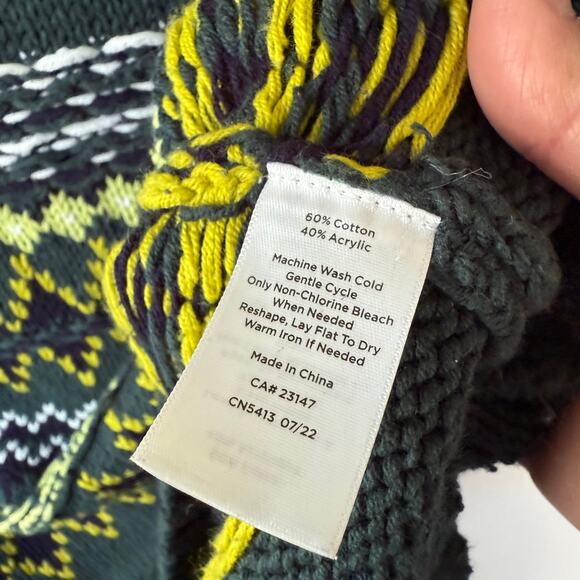 60% Cotton
40% Acrylic
Machine Wash Cold
Gentle Cycle
Only Non-Chlorine Bleach
When Needed
Reshape, Lay Flat To Dry
Warm Iron If Needed
Made in China
CA# 23147
CN5413 07/22